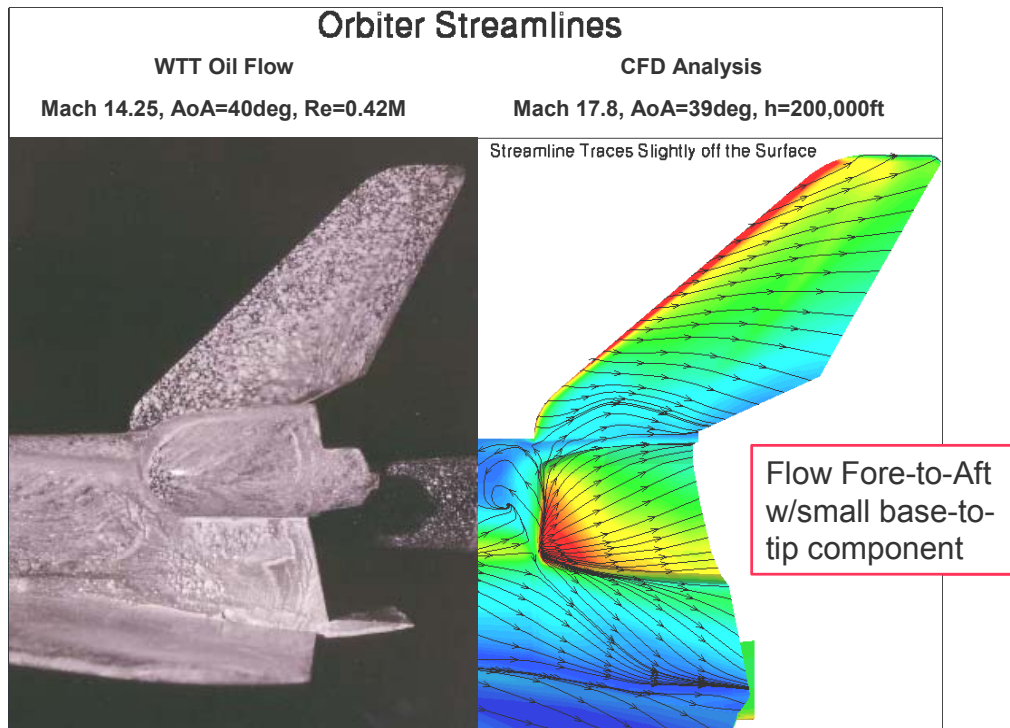 Orbiter Streamlines
WTT Oil Flow
Mach 14.25, AoA=40deg, Re=0.42M
CFD Analysis
Mach 17.8, AoA=39deg, h=200,000ft
Streamline Traces Slightly off the Surface
Flow Fore-to-Aft
w/small base-to-
tip component